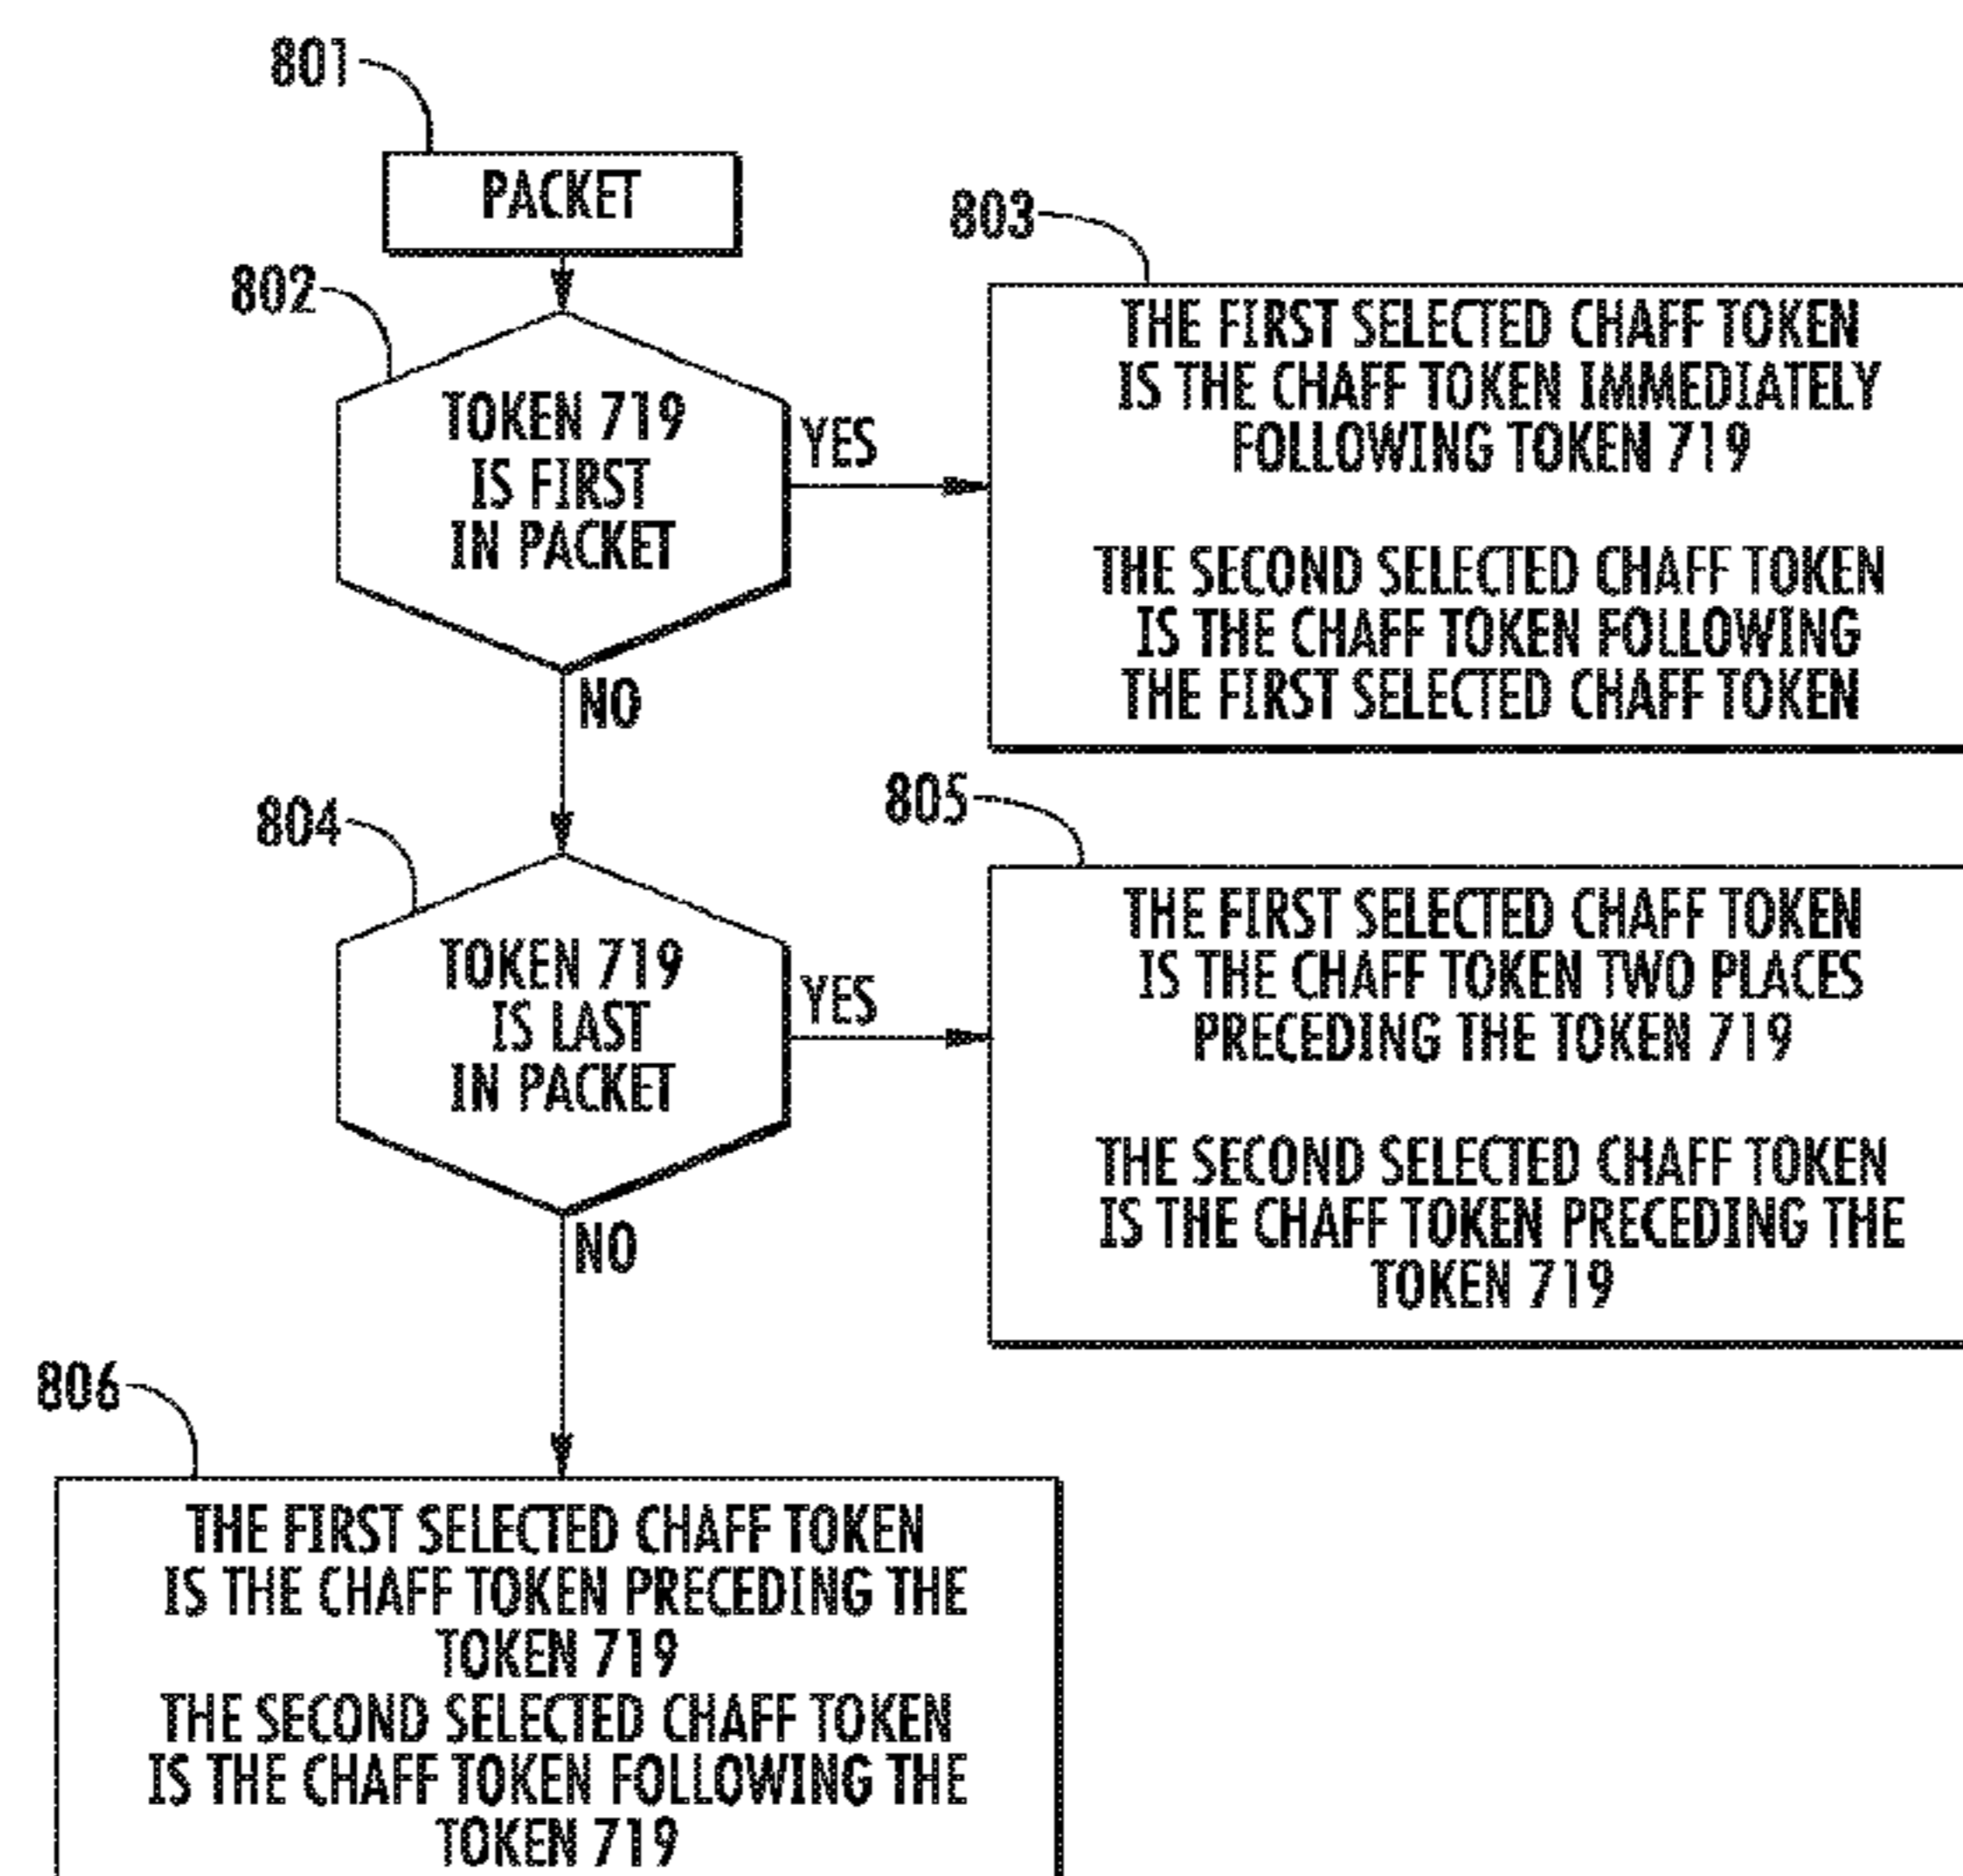 801
PACKET
802
TOKEN 719
IS FIRST
IN PACKET
YES
NO
803
THE FIRST SELECTED CHAFF TOKEN
IS THE CHAFF TOKEN IMMEDIATELY
FOLLOWING TOKEN 719
THE SECOND SELECTED CHAFF TOKEN
IS THE CHAFF TOKEN FOLLOWING
THE FIRST SELECTED CHAFF TOKEN
804
TOKEN 719
IS LAST
IN PACKET
YES
NO
805
THE FIRST SELECTED CHAFF TOKEN
IS THE CHAFF TOKEN TWO PLACES
PRECEDING THE TOKEN 719
THE SECOND SELECTED CHAFF TOKEN
IS THE CHAFF TOKEN PRECEDING THE
TOKEN 719
806
THE FIRST SELECTED CHAFF TOKEN
IS THE CHAFF TOKEN PRECEDING THE
TOKEN 719
THE SECOND SELECTED CHAFF TOKEN
IS THE CHAFF TOKEN FOLLOWING THE
TOKEN 719